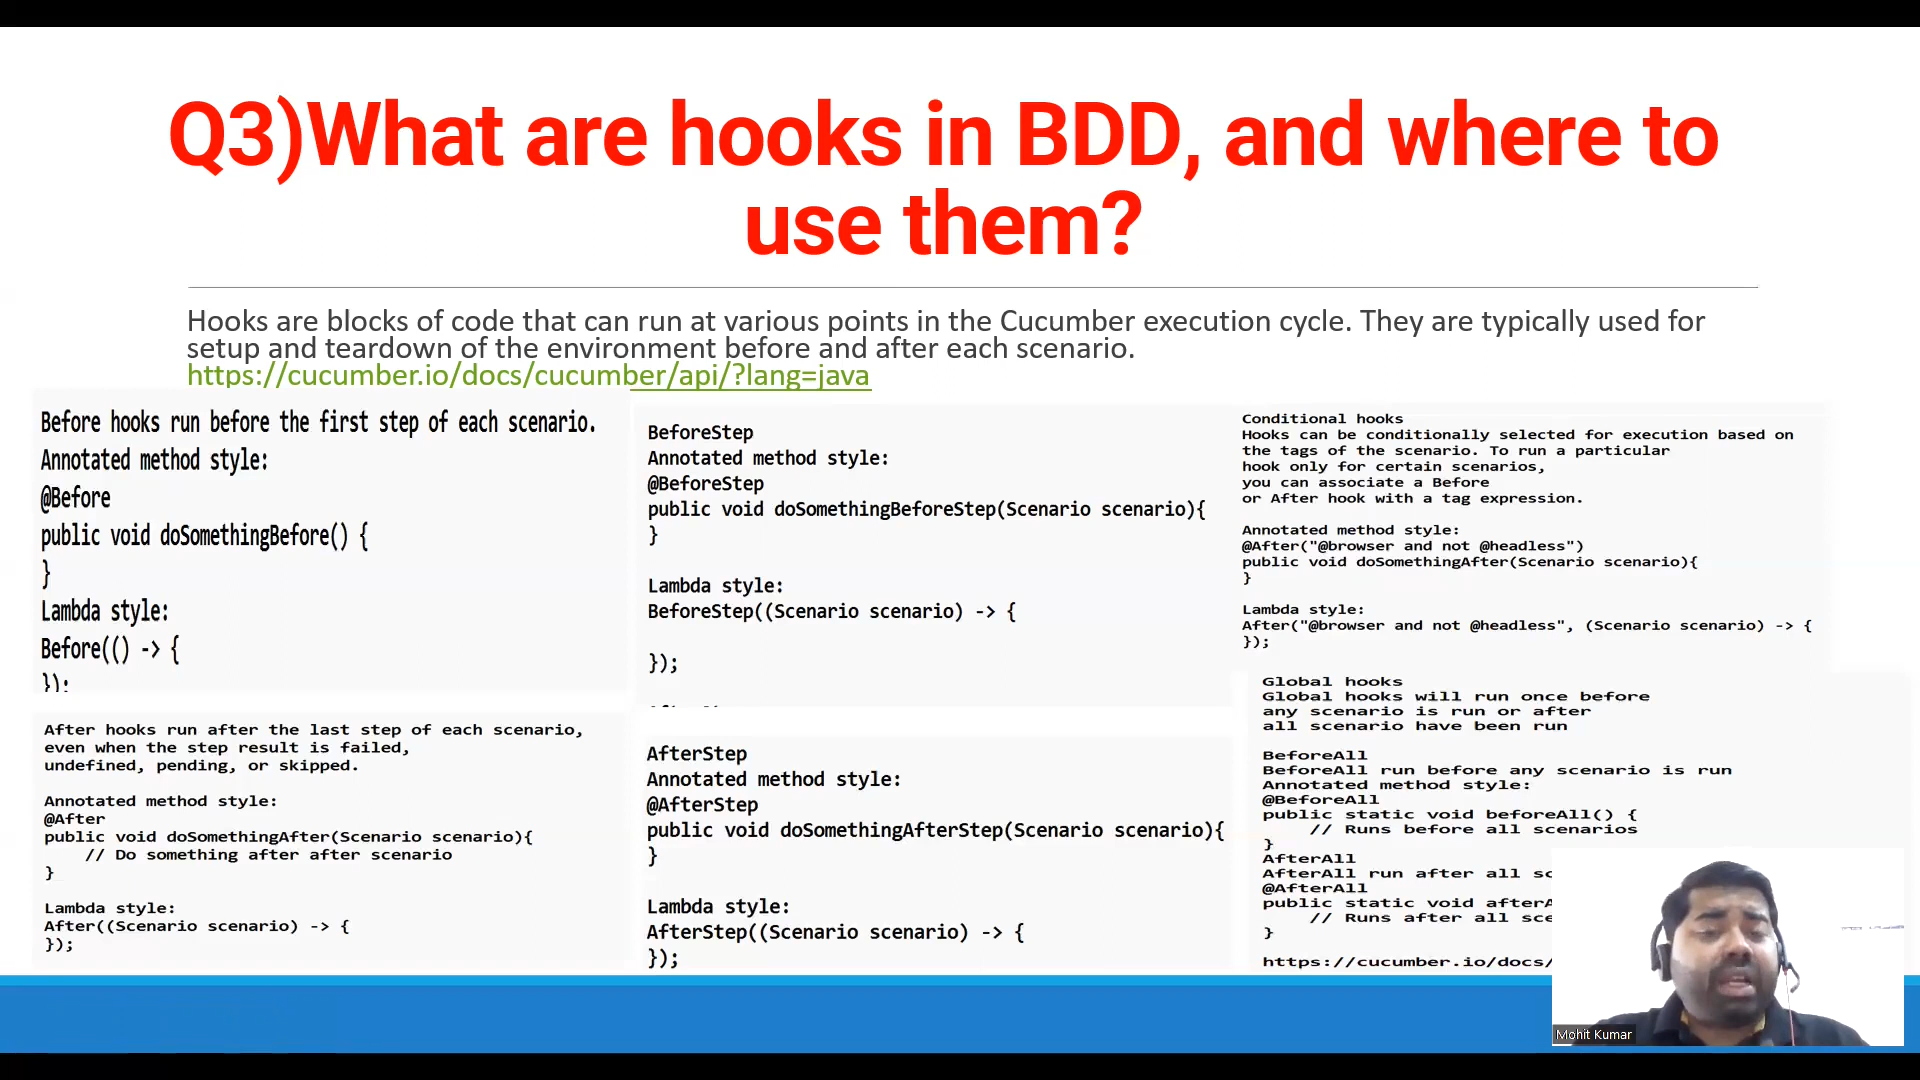 Q3)What are hooks in BDD, and where to
use them?
Hooks are blocks of code that can run at various points in the Cucumber execution cycle. They are typically used for
setup and teardown of the environment before and after each scenario.
https://cucumber.io/docs/cucumber/api/?lang=java
Before hooks run before the first step of each scenario.
Annotated method style:
@Before
public void doSomethingBefore() {
}
Lambda style:
Before(() -> {
});
After hooks run after the last step of each scenario,
even when the step result is failed,
undefined, pending, or skipped.
Annotated method style:
@After
public void doSomethingAfter(Scenario scenario){
// Do something after after scenario
}
Lambda style:
After((Scenario scenario) -> {
});
BeforeStep
Annotated method style:
@BeforeStep
public void doSomethingBeforeStep(Scenario scenario){
}
Lambda style:
BeforeStep((Scenario scenario) -> {
});
AfterStep
Annotated method style:
@AfterStep
public void doSomethingAfterStep(Scenario scenario){
}
Lambda style:
AfterStep((Scenario scenario) -> {
});
Conditional hooks
Hooks can be conditionally selected for execution based on
the tags of the scenario. To run a particular
hook only for certain scenarios,
you can associate a Before
or After hook with a tag expression.
Annotated method style:
@After("@browser and not @headless")
public void doSomethingAfter(Scenario scenario){
}
Lambda style:
After("@browser and not @headless", (Scenario scenario) -> {
});
Global hooks
Global hooks will run once before
any scenario is run or after
all scenario have been run
BeforeAll
BeforeAll run before any scenario is run
Annotated method style:
@BeforeAll
public static void beforeAll() {
// Runs before all scenarios
}
AfterAll
AfterAll run after all sc
@AfterAll
public static void afterA
// Runs after all sce
}
https://cucumber.io/docs/
Mohit Kumar